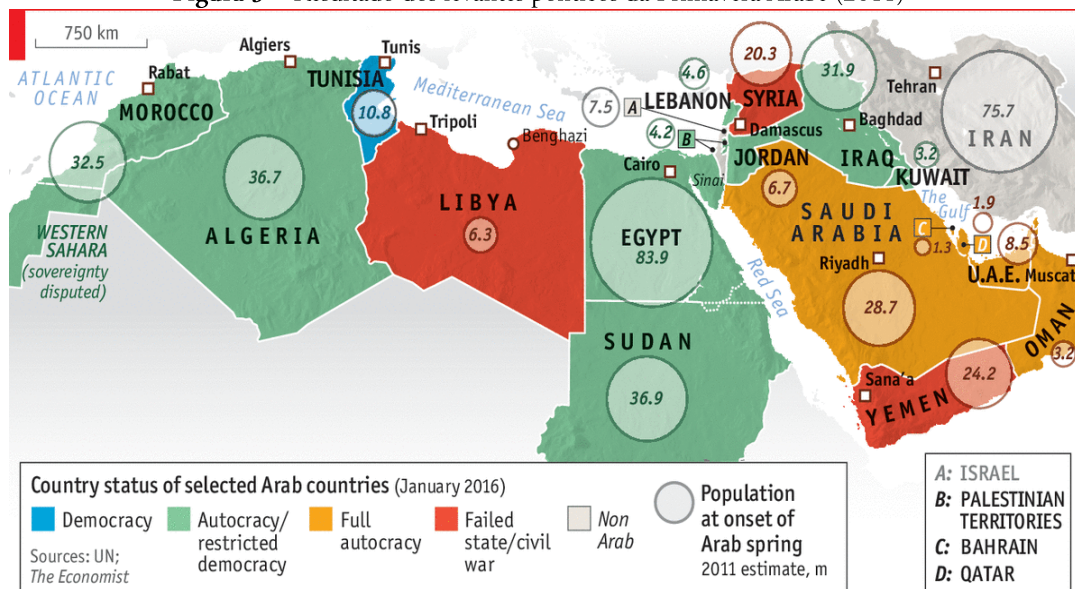 750 km
ATLANTIC
OCEAN
Rabat
MOROCCO
32.5
WESTERN
SAHARA
(sovereignty
disputed)
Algiers
36.7
ALGERIA
Tunis
TUNISIA
10.8
Mediterranean Sea
Tripoli
Benghazi
LIBYA
6.3
7.5
A
4.6
LEBANON
20.3
SYRIA
Damascus
4.2
B
JORDAN
6.7
Cairo
Sinai
EGYPT
83.9
Red Sea
SUDAN
36.9
31.9
Baghdad
IRAQ
3.2
KUWAIT
Tehran
75.7
IRAN
The
Gulf
1.9
SAUDI
ARABIA
C
1.3
D
8.5
Riyadh
U.A.E.
Muscat
28.7
OMAN
3.2
Sana'a
24.2
YEMEN
Country status of selected Arab countries (January 2016)
Democracy
Autocracy/
restricted
democracy
Full
autocracy
Failed
state/civil
war
Non
Arab
Population
at onset of
Arab spring
2011 estimate, m
Sources: UN;
The Economist
A: ISRAEL
B: PALESTINIAN
TERRITORIES
C: BAHRAIN
D: QATAR